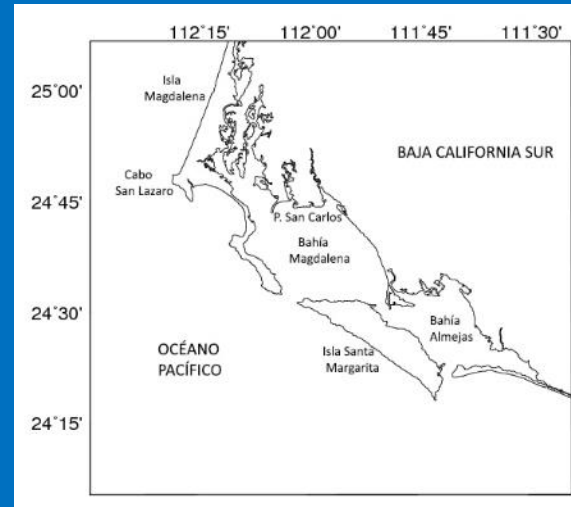 112˚15' 112˚00' 111˚45' 111˚30'
25˚00'
24˚45'
24˚30'
24˚15'
Isla
Magdalena
BAJA CALIFORNIA SUR
Cabo
San Lazaro
P. San Carlos
Bahía
Magdalena
Bahía
Almejas
OCÉANO
PACÍFICO
Isla Santa
Margarita